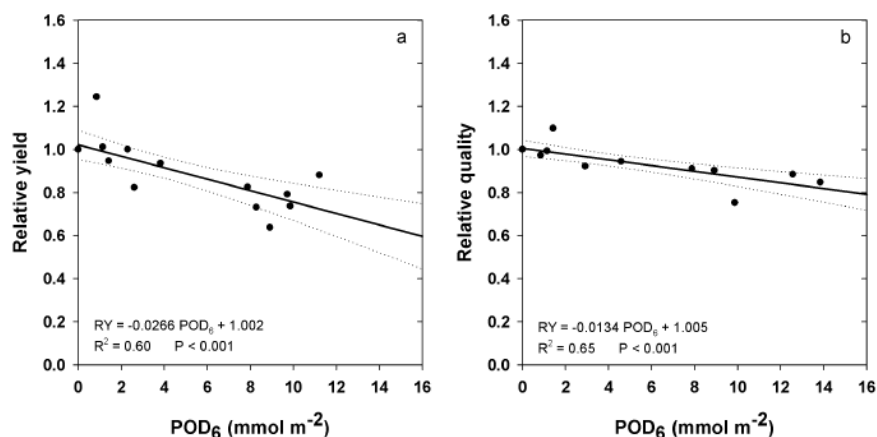 a
Relative yield
1.6
1.4
1.2
1.0
0.8
0.6
0.4
0.2
0.0
RY = -0.0266 POD₆ + 1.002
R² = 0.60 P < 0.001
0 2 4 6 8 10 12 14 16
POD₆ (mmol m⁻²)
b
Relative quality
1.6
1.4
1.2
1.0
0.8
0.6
0.4
0.2
0.0
RY = -0.0134 POD₆ + 1.005
R² = 0.65 P < 0.001
0 2 4 6 8 10 12 14 16
POD₆ (mmol m⁻²)